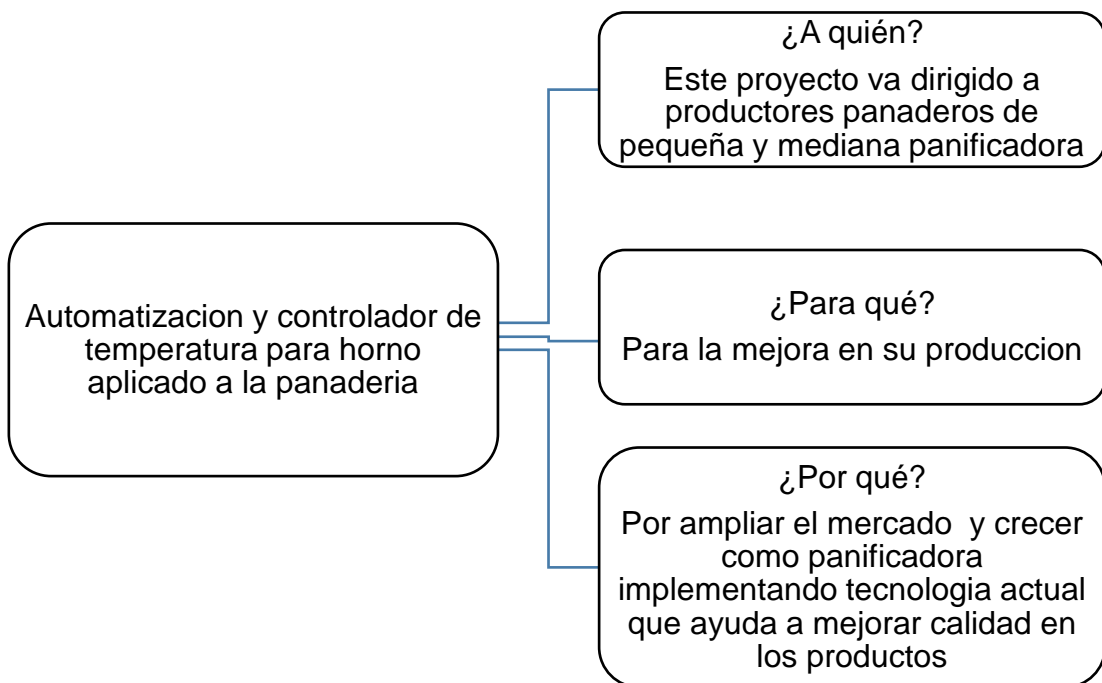 ¿A quién?
Este proyecto va dirigido a
productores panaderos de
pequeña y mediana panificadora
Automatizacion y controlador de
temperatura para horno
aplicado a la panaderia
¿Para qué?
Para la mejora en su produccion
¿Por qué?
Por ampliar el mercado  y crecer
como panificadora
implementando tecnologia actual
que ayuda a mejorar calidad en
los productos